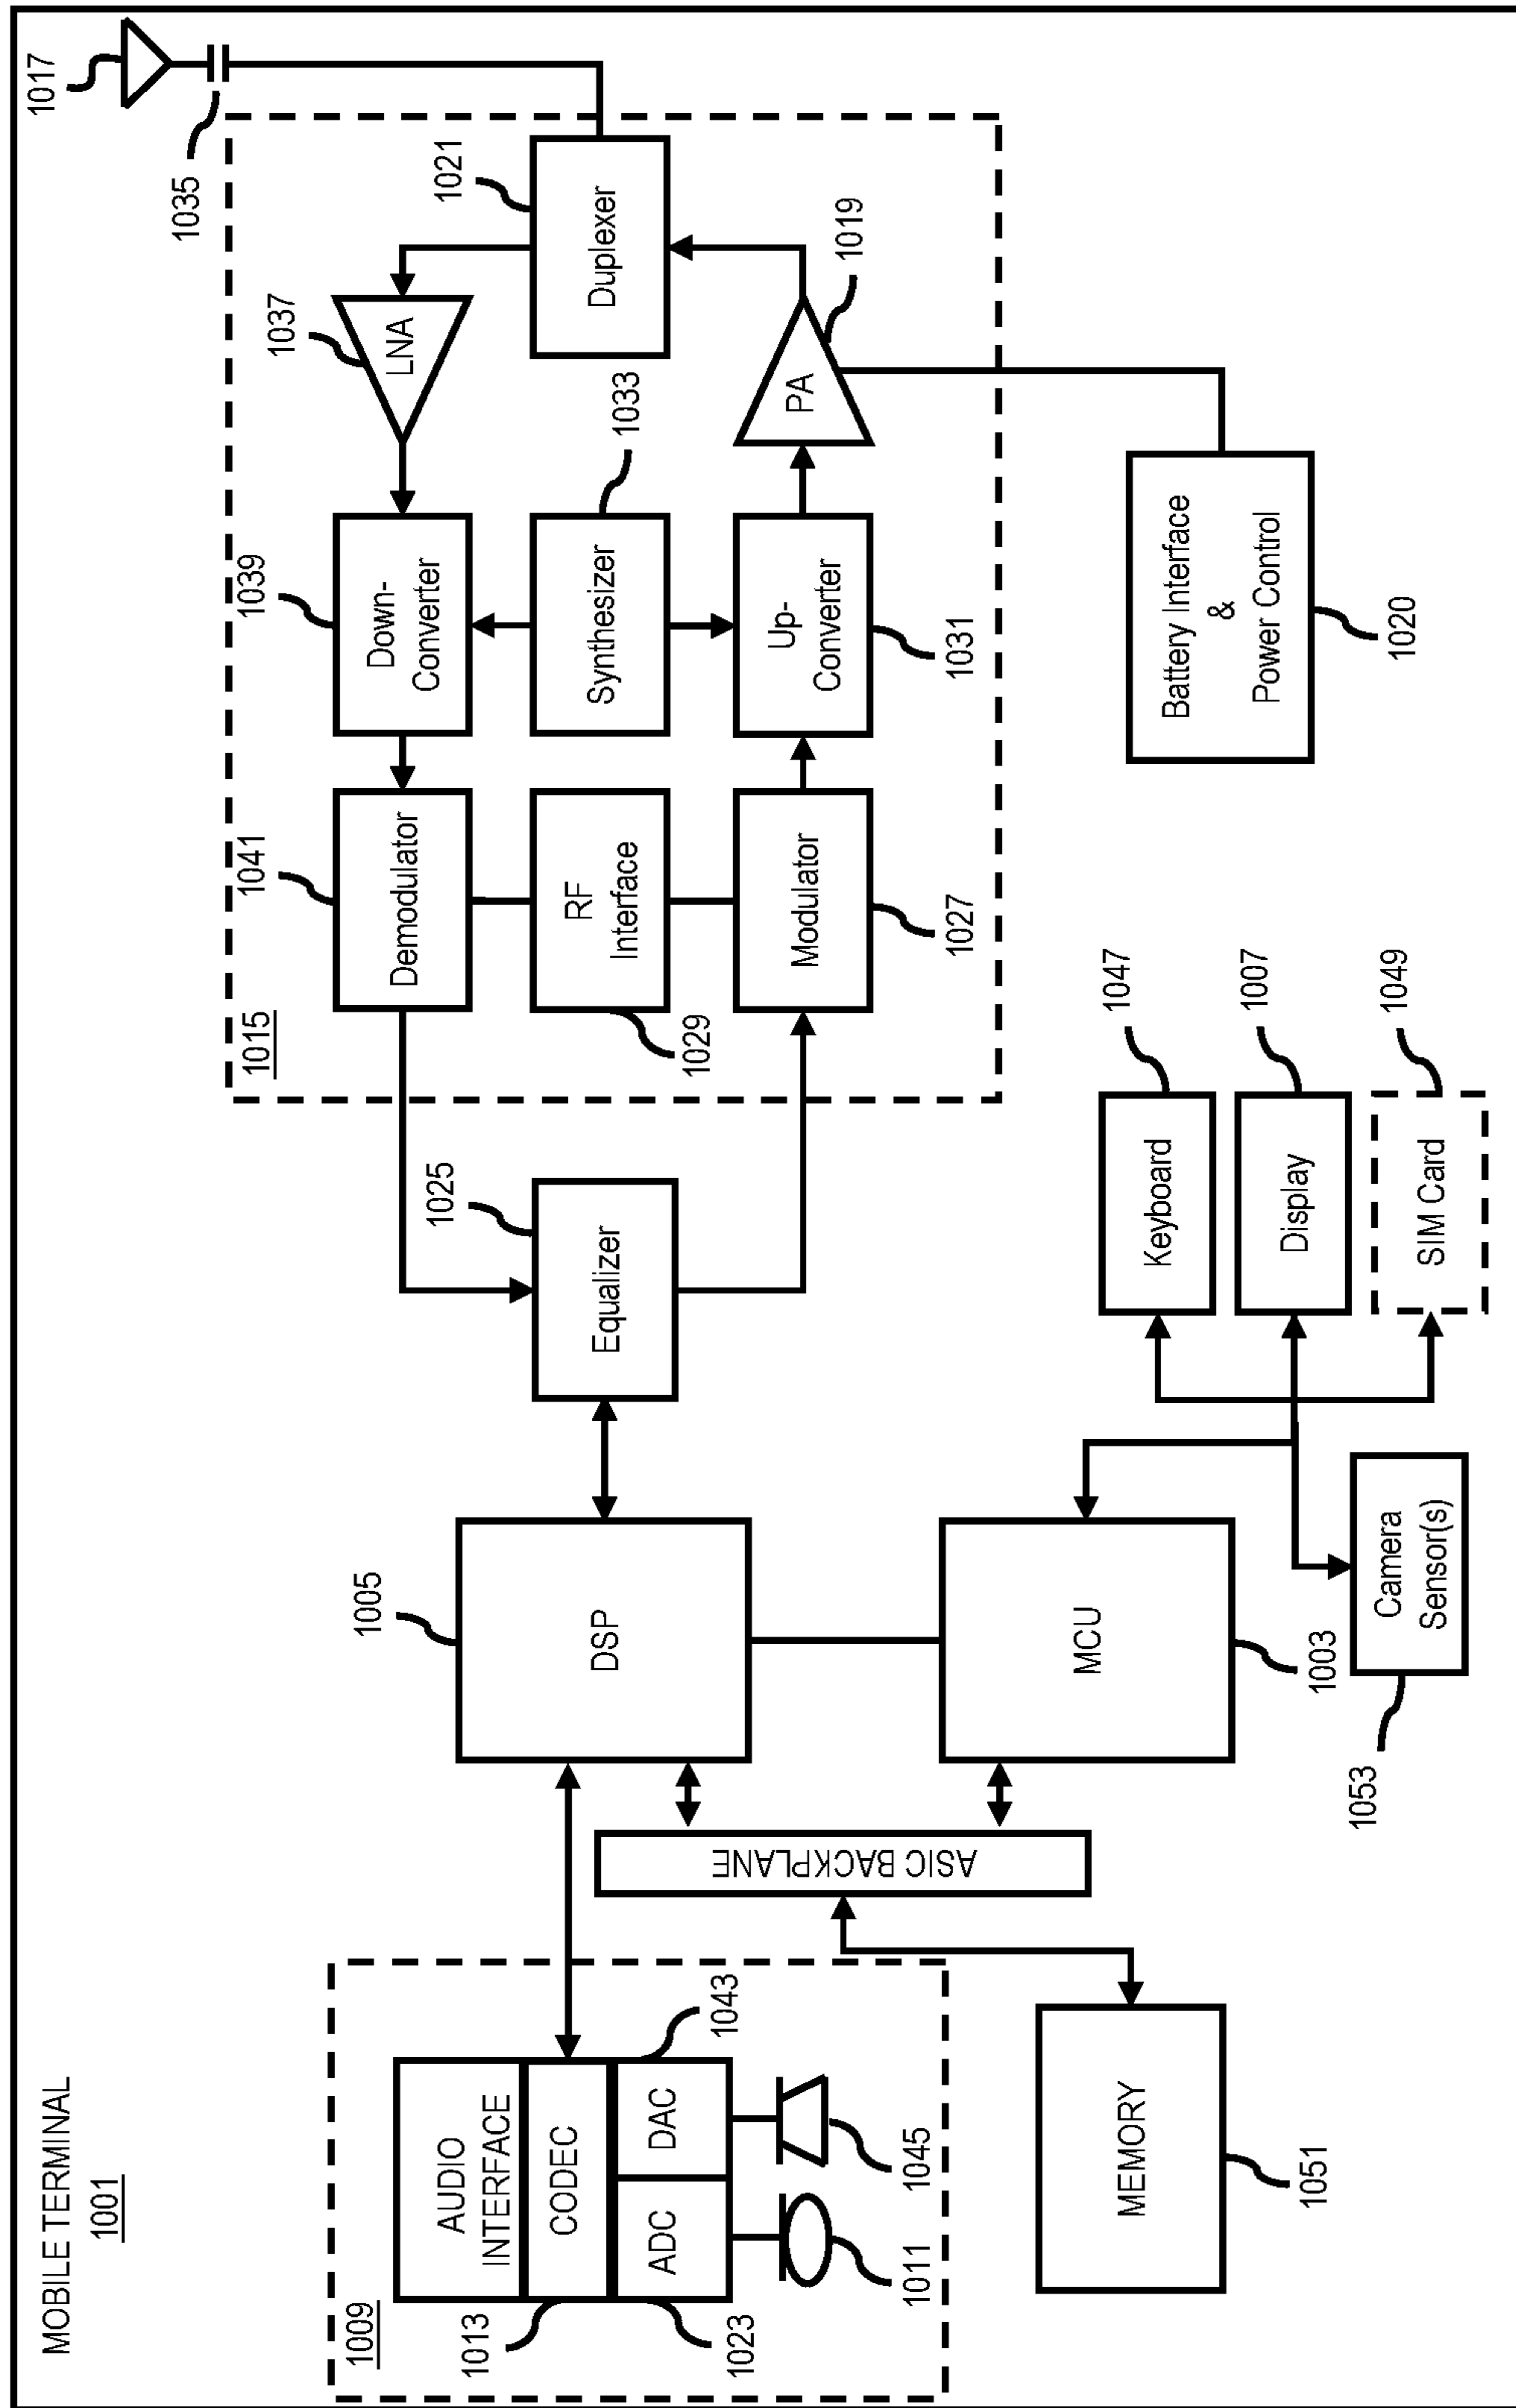 MOBILE TERMINAL
1001
1009
AUDIO
INTERFACE
CODEC
ADC
DAC
1013
1023
1043
1011
1045
MEMORY
1051
ASIC BACKPLANE
DSP
1005
MCU
1003
Camera
Sensor(s)
1053
Keyboard
1047
Display
1007
SIM Card
1049
Equalizer
1025
1015
Demodulator
1041
RF
Interface
1029
Modulator
1027
Down-
Converter
1039
Synthesizer
1033
Up-
Converter
1031
LNA
1037
PA
1019
Duplexer
1021
1035
1017
Battery Interface
&
Power Control
1020